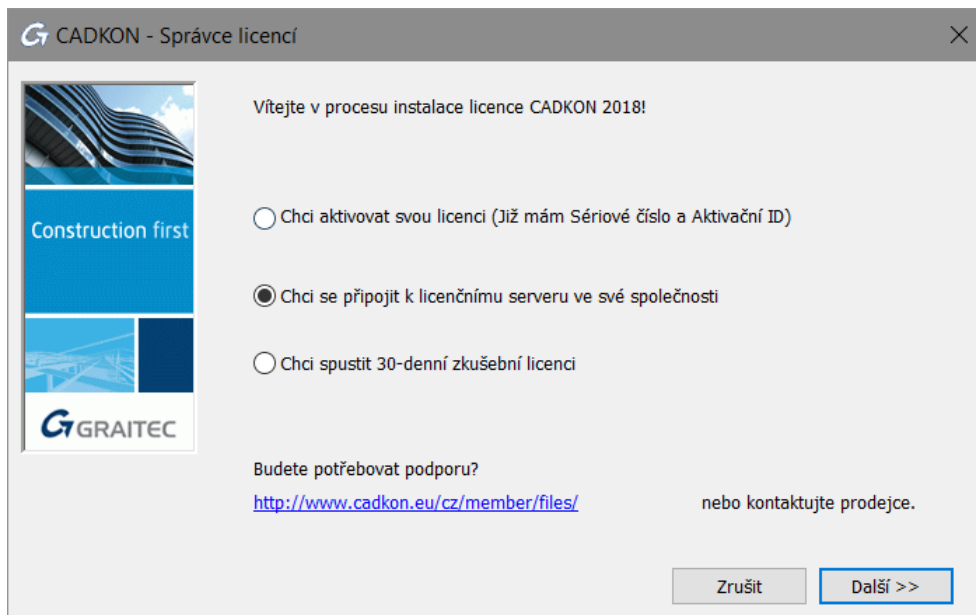 CADKON - Správce licencí
Vítejte v procesu instalace licence CADKON 2018!
Construction first
Chci aktivovat svou licenci (Již mám Sériové číslo a Aktivační ID)
Chci se připojit k licenčnímu serveru ve své společnosti
Chci spustit 30-denní zkušební licenci
GRAITEC
Budete potřebovat podporu?
http://www.cadkon.eu/cz/member/files/ nebo kontaktujte prodejce.
Zrušit Další >>